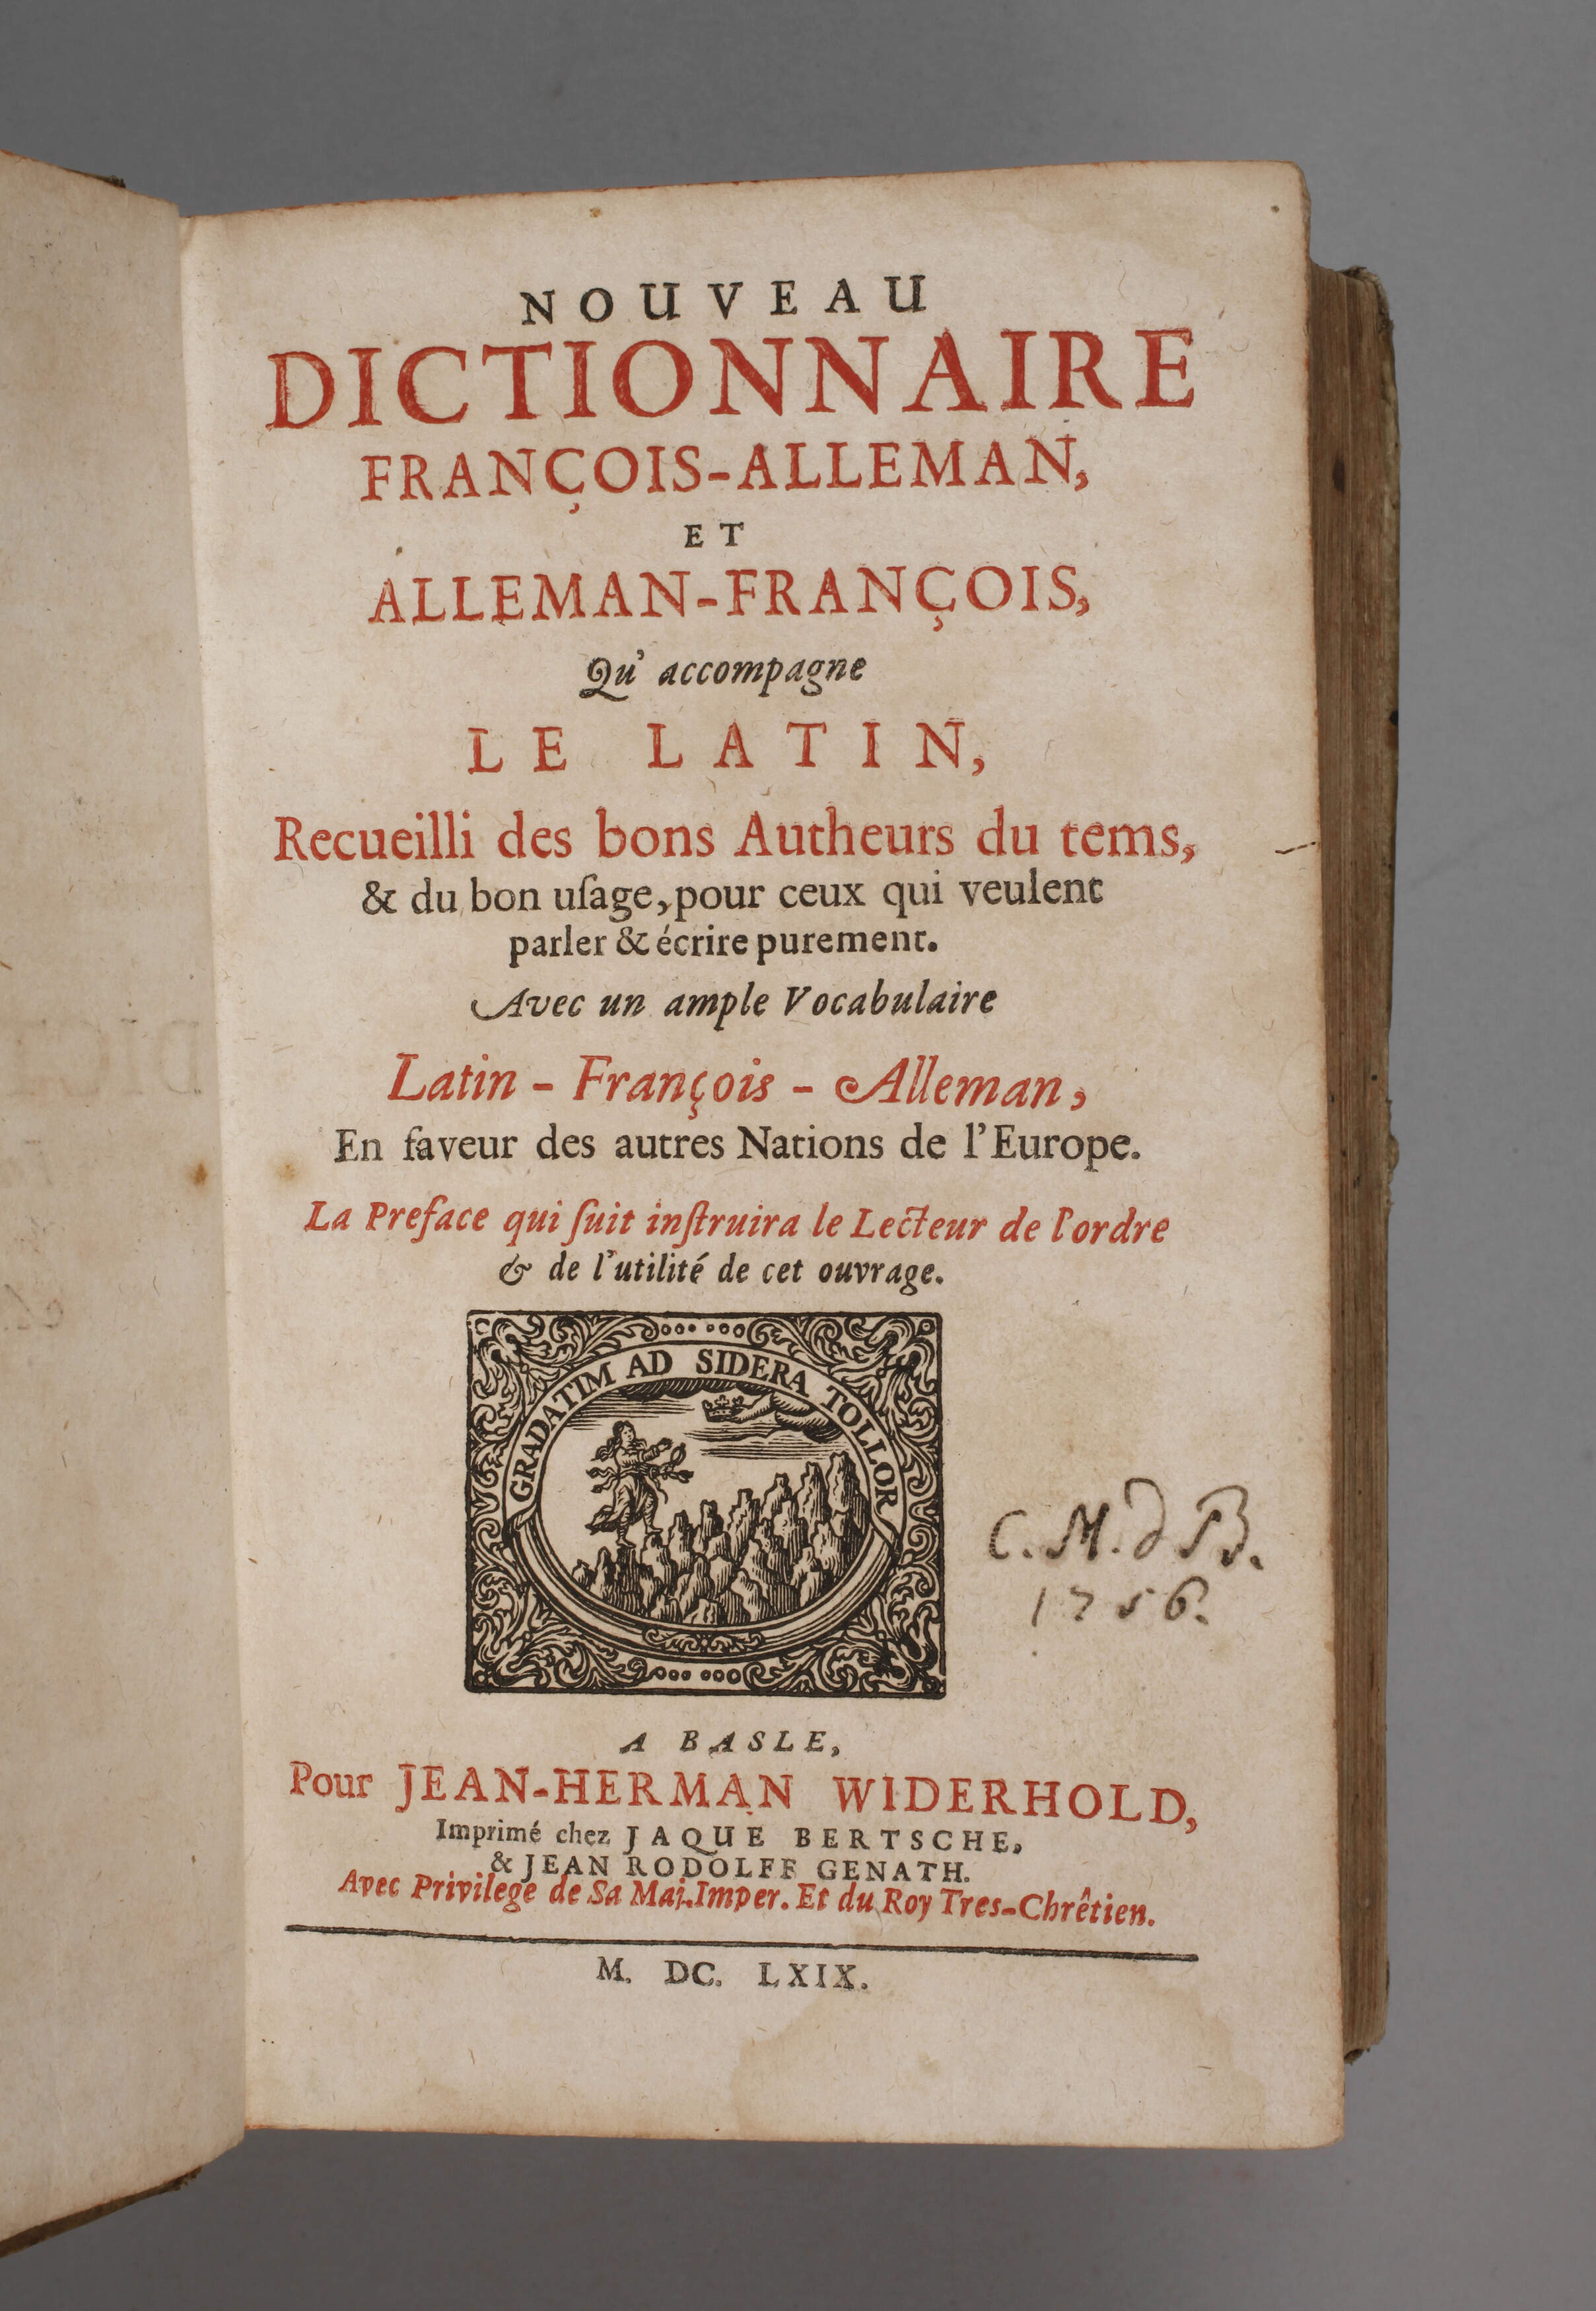 NOUVEAU
DICTIONNAIRE
FRANÇOIS-ALLEMAN,
ET
ALLEMAN-FRANÇOIS,
Qu' accompagne
LE LATIN,
Recueilli des bons Autheurs du tems,
& du bon uſage, pour ceux qui veulent
parler & écrire purement.
Avec un ample Vocabulaire
Latin - François - Alleman,
En faveur des autres Nations de l'Europe.
La Preface qui ſuit inſtruira le Lecteur de l'ordre
& de l'utilité de cet ouvrage.
GRADATIM AD SIDERA TOLLOR
C. M. d B.
1756.
A BASLE,
Pour JEAN-HERMAN WIDERHOLD,
Imprimé chez JAQUE BERTSCHE,
& JEAN RODOLFF GENATH.
Avec Privilege de Sa Maj. Imper. Et du Roy Tres-Chrêtien.
M. DC. LXIX.